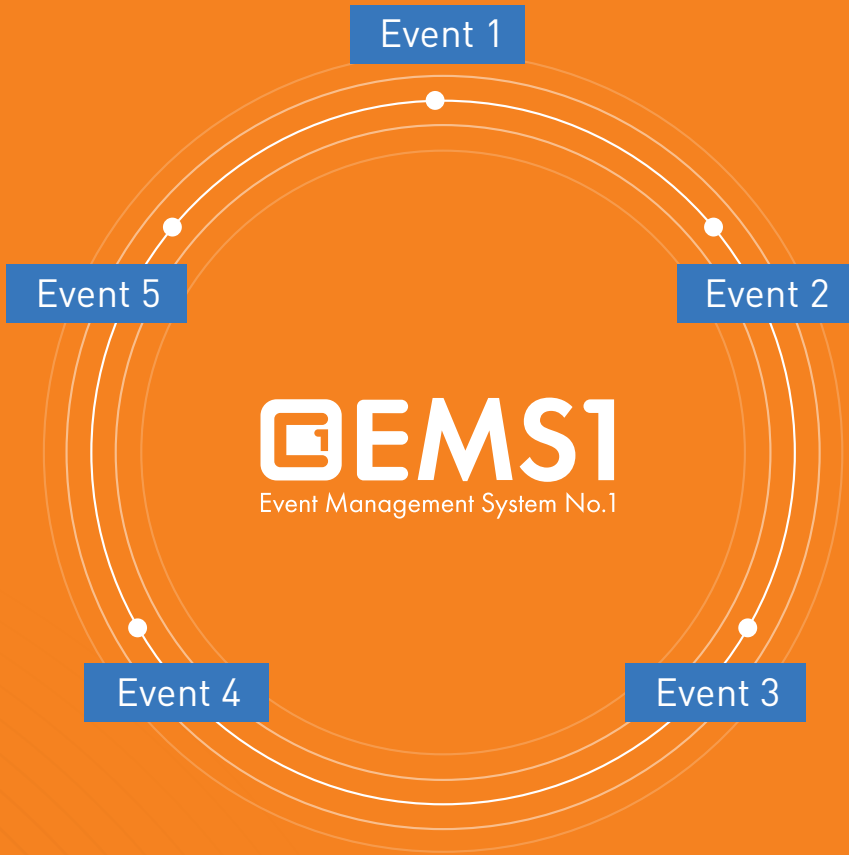 Event 1
Event 5
Event 2
EMS1
Event Management System No.1
Event 4
Event 3